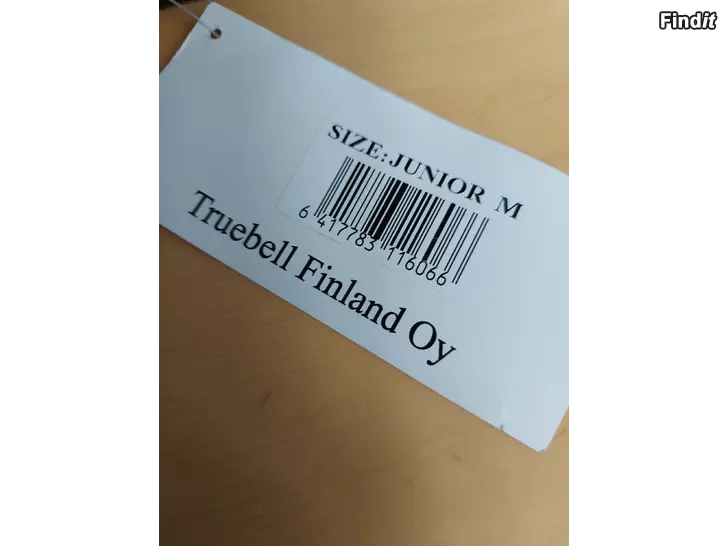 Findit
SIZE: JUNIOR M
6 417783 116066
Truebell Finland Oy